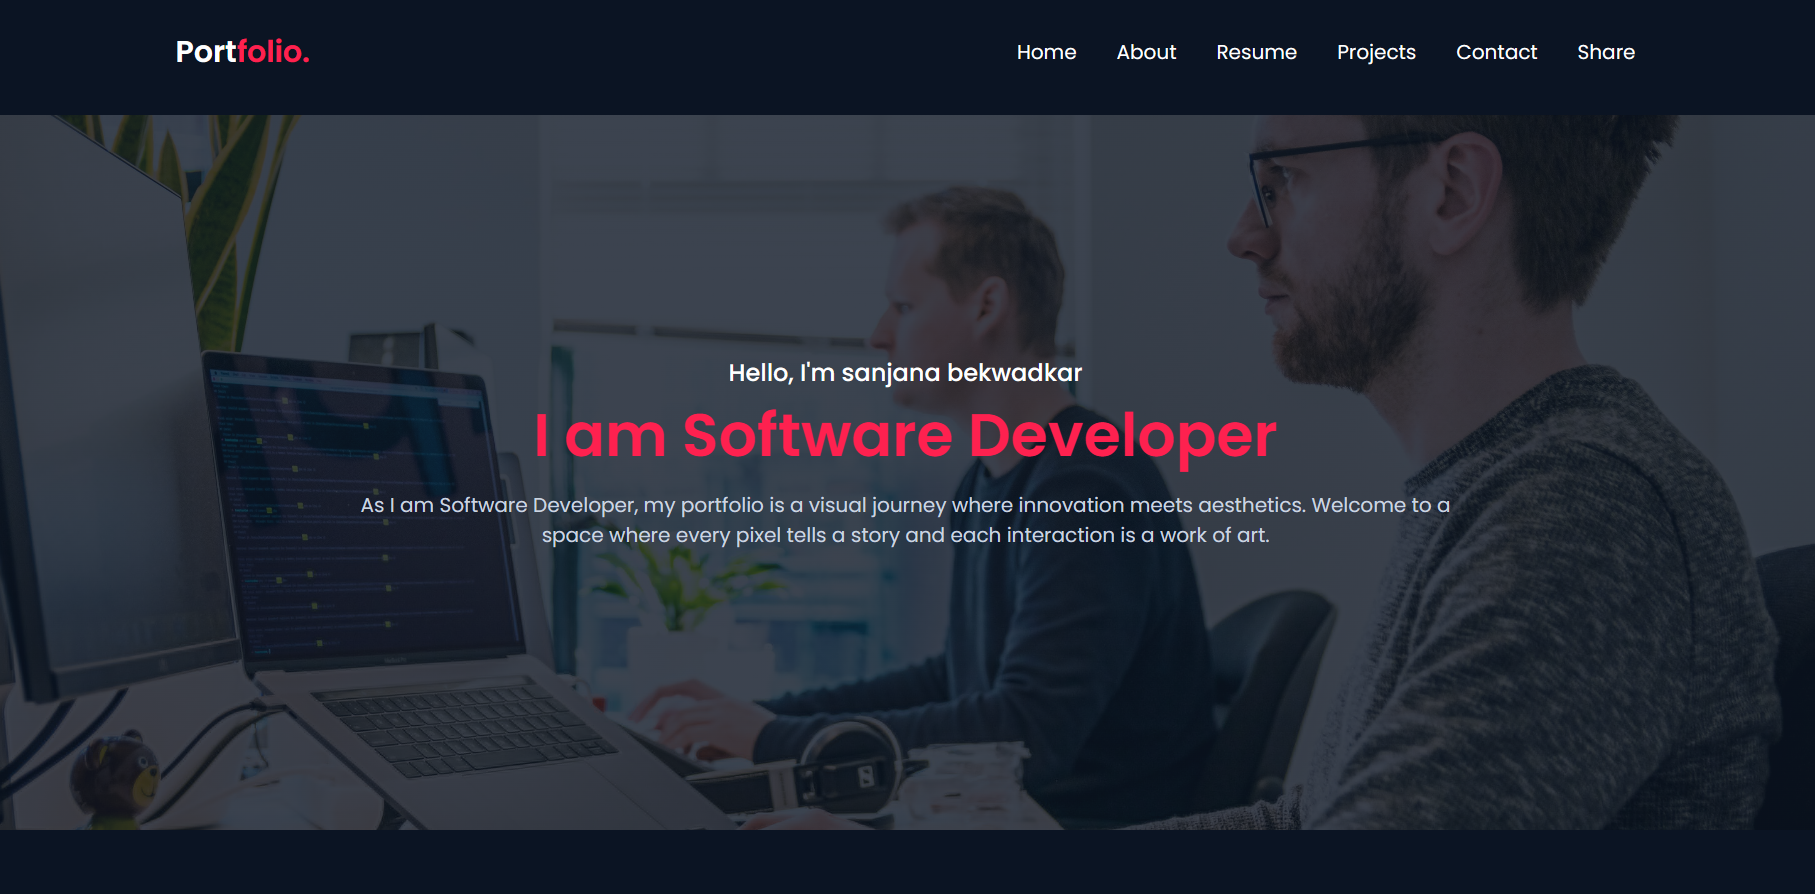 Portfolio.
Home About Resume Projects Contact Share
Hello, I'm sanjana bekwadkar
I am Software Developer
As I am Software Developer, my portfolio is a visual journey where innovation meets aesthetics. Welcome to a
space where every pixel tells a story and each interaction is a work of art.